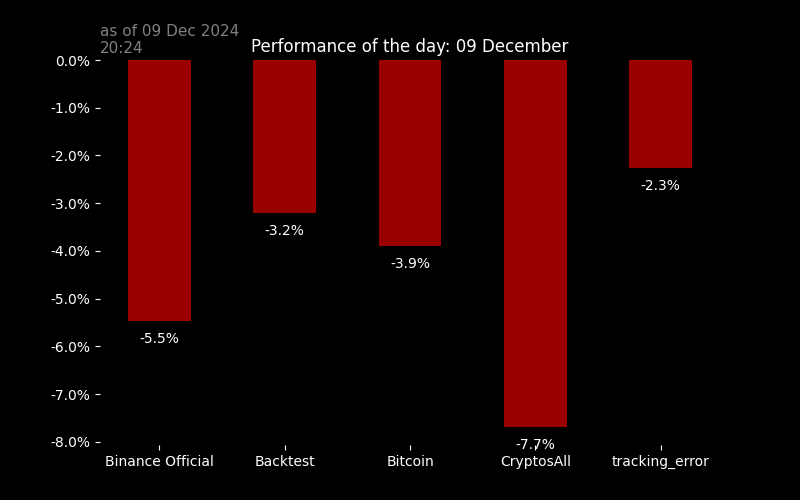 as of 09 Dec 2024
20:24
Performance of the day: 09 December
0.0%
-1.0%
-2.0%
-3.0%
-4.0%
-5.0%
-6.0%
-7.0%
-8.0%
-5.5%
-3.2%
-3.9%
-7.7%
-2.3%
Binance Official
Backtest
Bitcoin
CryptosAll
tracking_error